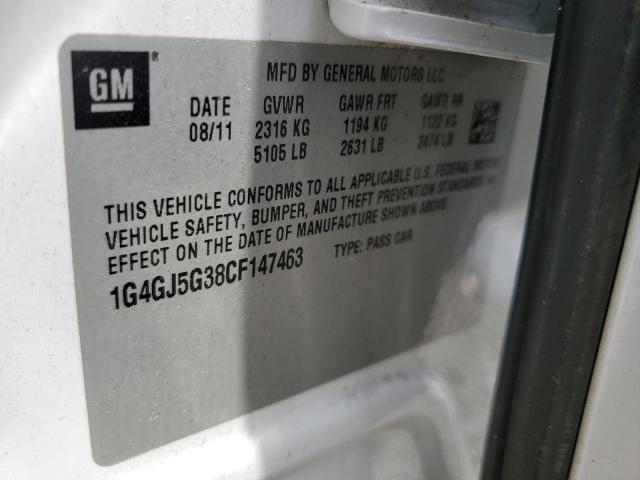 GM ®
MFD BY GENERAL MOTORS LLC
DATE GVWR GAWR FRT GAWR RR
08/11 2316 KG 1194 KG 1122 KG
5105 LB 2631 LB 2474 LB
THIS VEHICLE CONFORMS TO ALL APPLICABLE U.S. FEDERAL MOTOR
VEHICLE SAFETY, BUMPER, AND THEFT PREVENTION STANDARDS IN
EFFECT ON THE DATE OF MANUFACTURE SHOWN ABOVE.
1G4GJ5G38CF147463 TYPE: PASS CAR